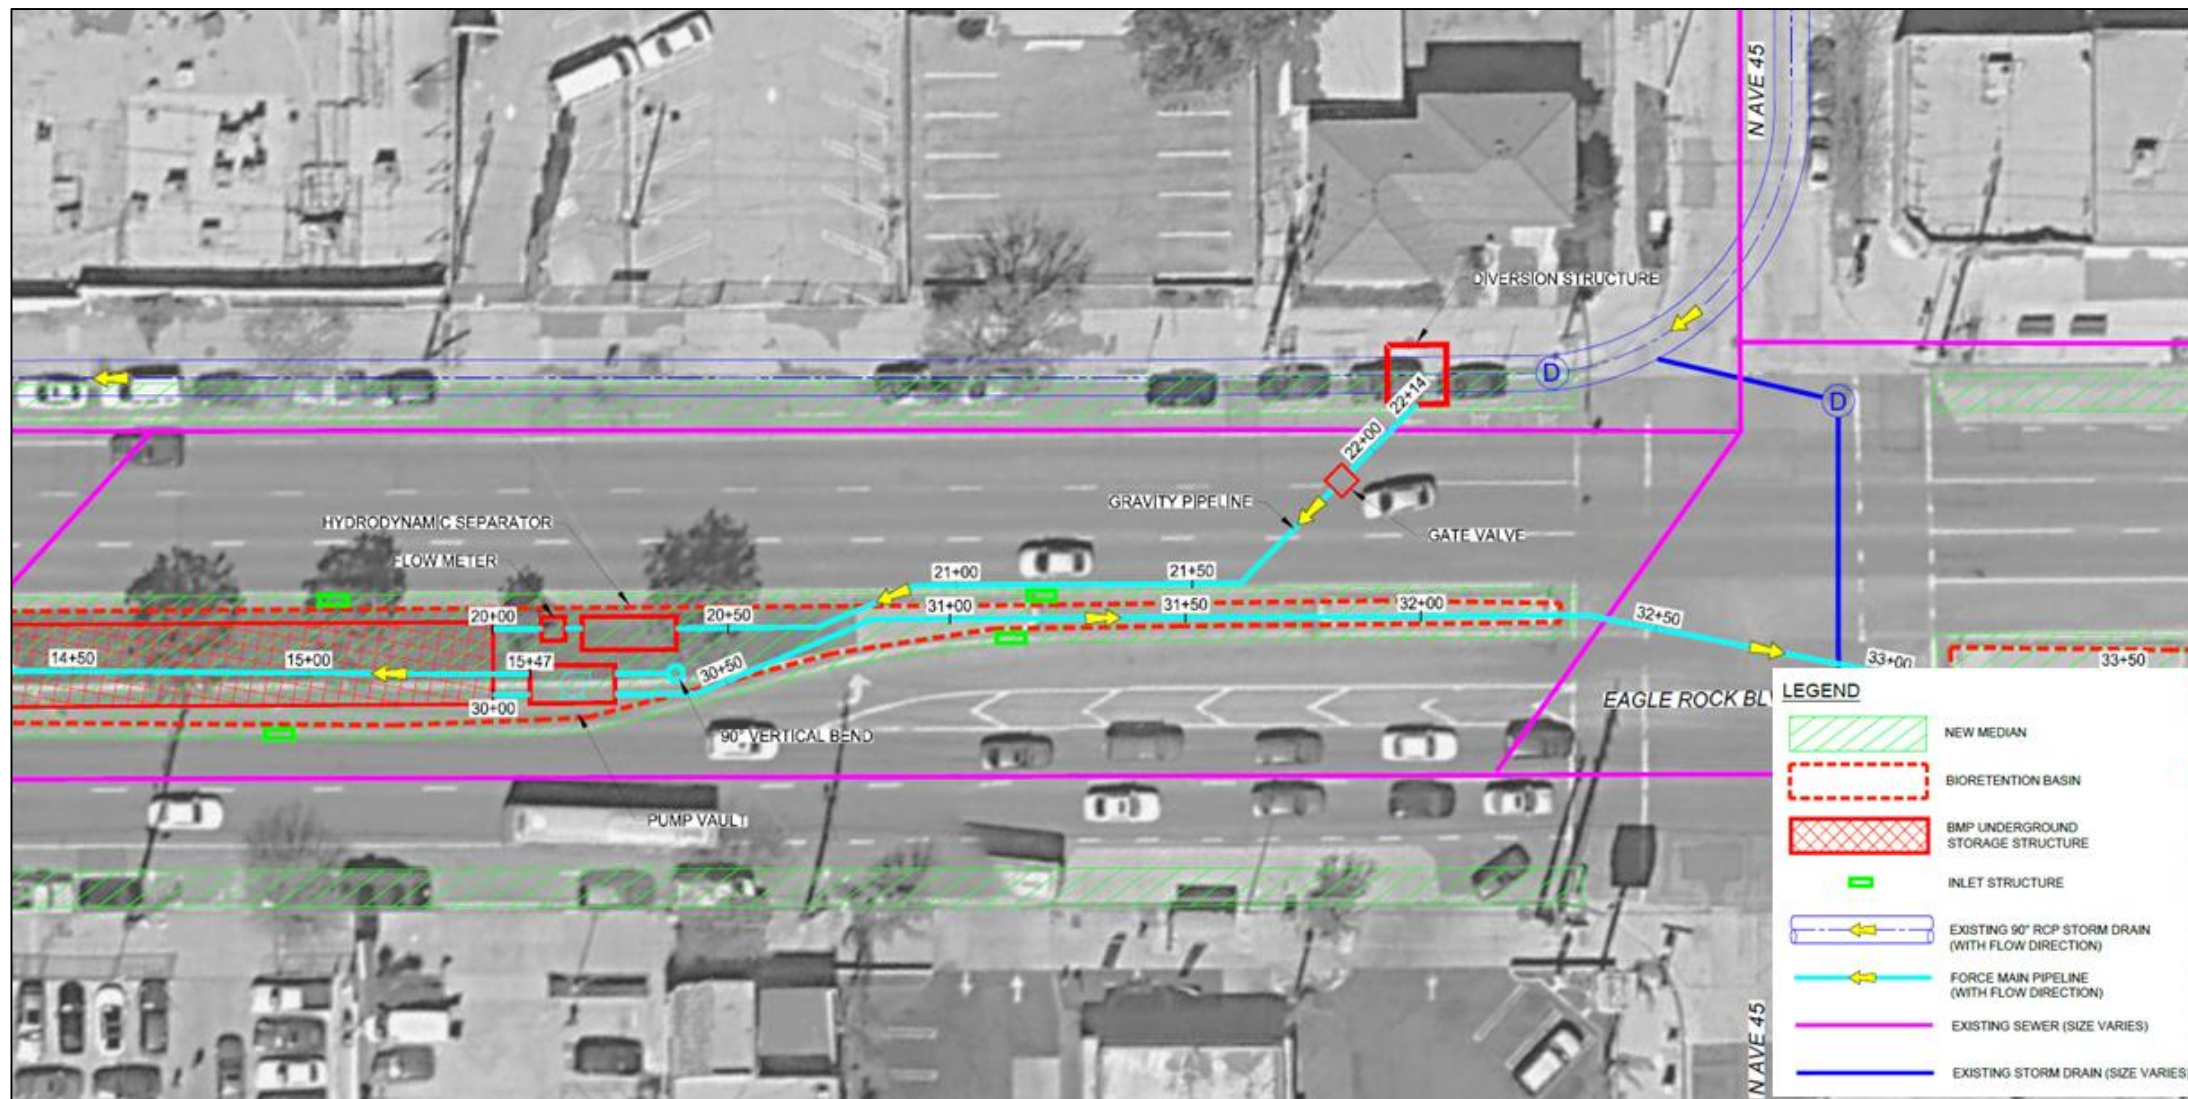 N AVE 45
DIVERSION STRUCTURE
D
D
22+14
22+00
GRAVITY PIPELINE
GATE VALVE
HYDRODYNAMIC SEPARATOR
FLOW METER
21+00
21+50
20+00
20+50
31+00
31+50
32+00
32+50
14+50
15+00
15+47
30+50
33+00
33+50
30+00
90° VERTICAL BEND
EAGLE ROCK BLV
PUMP VAULT
N AVE 45
LEGEND
NEW MEDIAN
BIORETENTION BASIN
BMP UNDERGROUND
STORAGE STRUCTURE
INLET STRUCTURE
EXISTING 90" RCP STORM DRAIN
(WITH FLOW DIRECTION)
FORCE MAIN PIPELINE
(WITH FLOW DIRECTION)
EXISTING SEWER (SIZE VARIES)
EXISTING STORM DRAIN (SIZE VARIES)